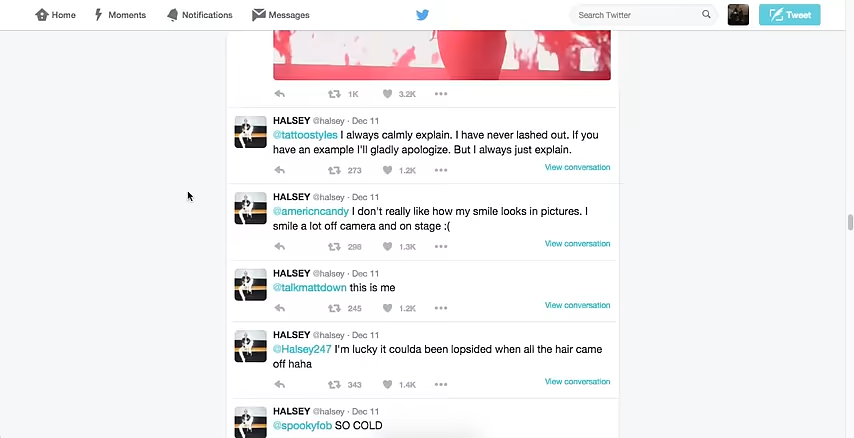 Home Moments Notifications Messages Search Twitter Tweet
1K 3.2K
HALSEY @halsey · Dec 11
@tattoostyles I always calmly explain. I have never lashed out. If you
have an example I'll gladly apologize. But I always just explain.
273 1.2K View conversation
HALSEY @halsey · Dec 11
@americncandy I don't really like how my smile looks in pictures. I
smile a lot off camera and on stage :(
298 1.3K View conversation
HALSEY @halsey · Dec 11
@talkmattdown this is me
245 1.2K View conversation
HALSEY @halsey · Dec 11
@Halsey247 I'm lucky it coulda been lopsided when all the hair came
off haha
343 1.4K View conversation
HALSEY @halsey · Dec 11
@spookyfob SO COLD